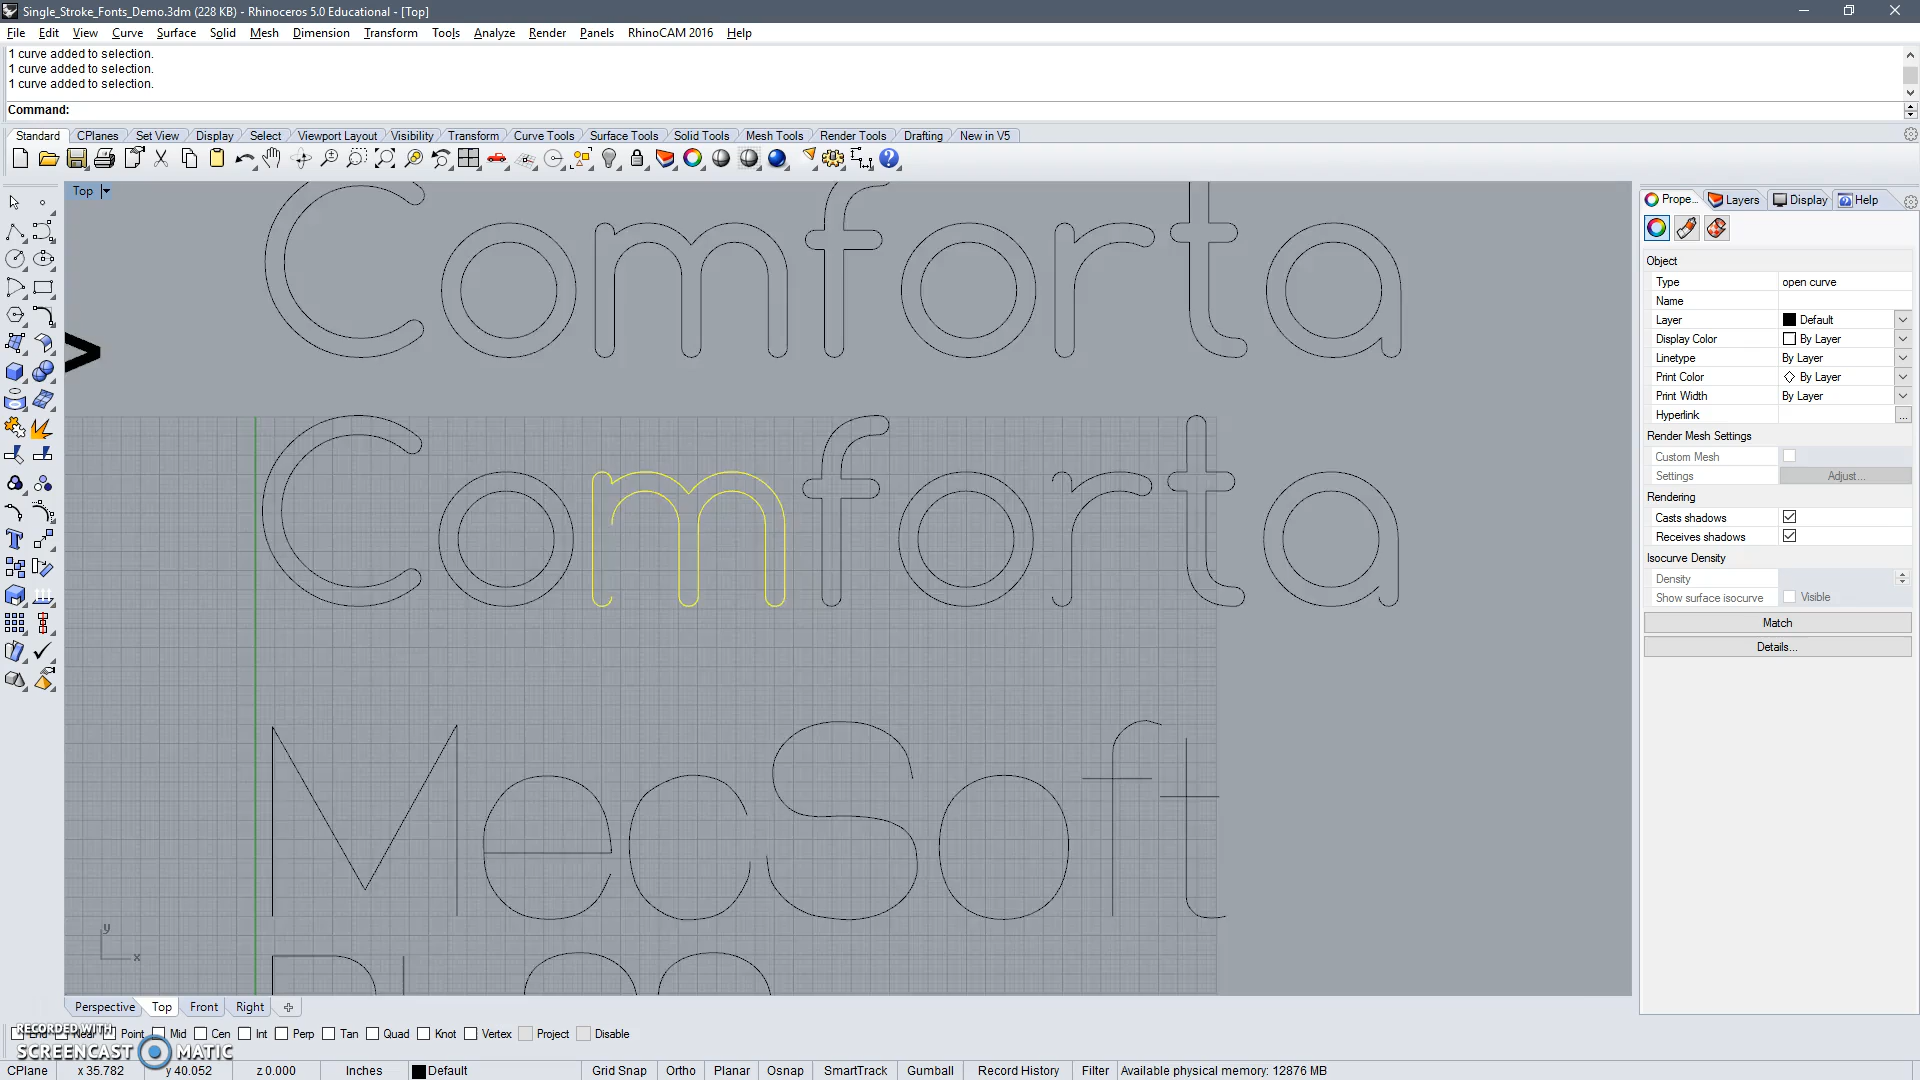 Single_Stroke_Fonts_Demo.3dm (228 KB) - Rhinoceros 5.0 Educational - [Top]
File Edit View Curve Surface Solid Mesh Dimension Transform Tools Analyze Render Panels RhinoCAM 2016 Help
1 curve added to selection.
1 curve added to selection.
1 curve added to selection.
Command:
Standard CPlanes Set View Display Select Viewport Layout Visibility Transform Curve Tools Surface Tools Solid Tools Mesh Tools Render Tools Drafting New in V5
Top
Prope... Layers Display Help
Comforta
Object
Type open curve
Name
Layer Default
Display Color By Layer
Linetype By Layer
Print Color By Layer
Print Width By Layer
Hyperlink ...
Render Mesh Settings
Custom Mesh
Settings Adjust...
Rendering
Casts shadows
Receives shadows
Isocurve Density
Density
Show surface isocurve Visible
Match
Details...
Comforta
MecSoft
y
x
Perspective Top Front Right
End Near Point Mid Cen Int Perp Tan Quad Knot Vertex Project Disable
RECORDED WITH
SCREENCAST MATIC
CPlane x 35.782 y 40.052 z 0.000 Inches Default Grid Snap Ortho Planar Osnap SmartTrack Gumball Record History Filter Available physical memory: 12876 MB